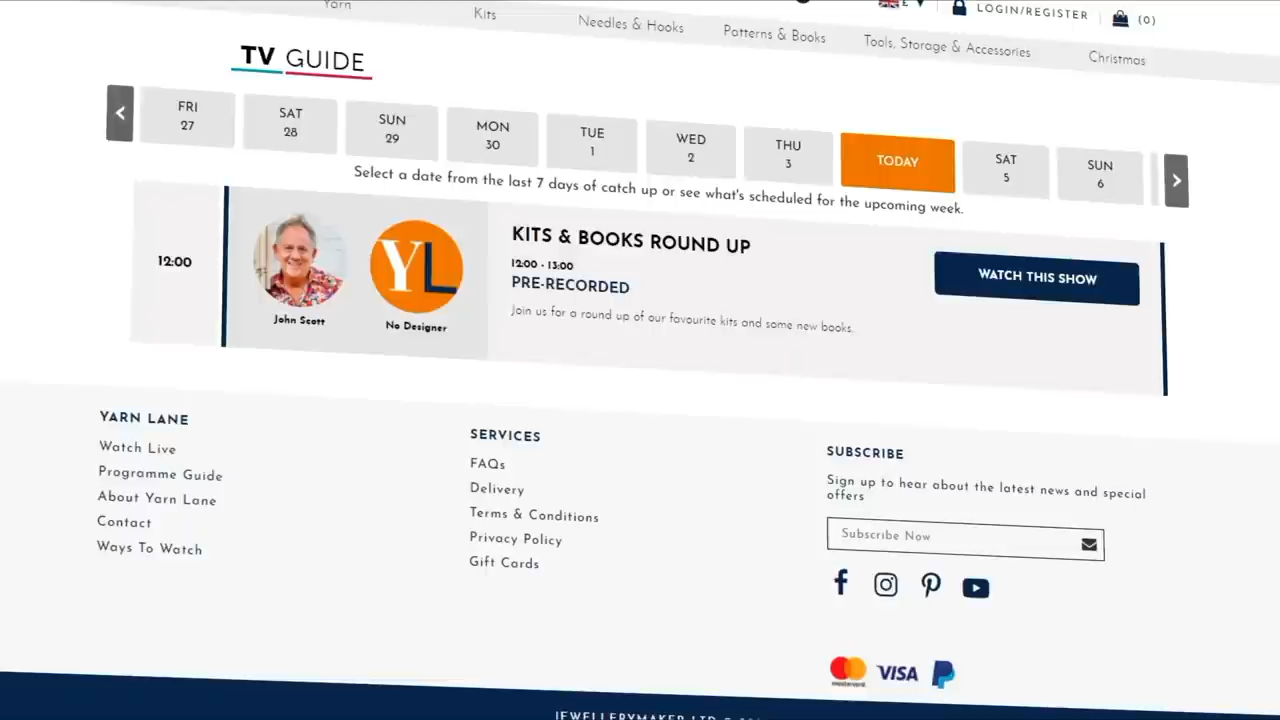 £
LOGIN/REGISTER
(0)
Yarn
Kits
Needles & Hooks
Patterns & Books
Tools, Storage & Accessories
Christmas
TV GUIDE
FRI
27
SAT
28
SUN
29
MON
30
TUE
1
WED
2
THU
3
TODAY
SAT
5
SUN
6
Select a date from the last 7 days of catch up or see what's scheduled for the upcoming week.
12:00
YL
John Scott
No Designer
KITS & BOOKS ROUND UP
12:00 - 13:00
PRE-RECORDED
Join us for a round up of our favourite kits and some new books.
WATCH THIS SHOW
YARN LANE
Watch Live
Programme Guide
About Yarn Lane
Contact
Ways To Watch
SERVICES
FAQs
Delivery
Terms & Conditions
Privacy Policy
Gift Cards
SUBSCRIBE
Sign up to hear about the latest news and special
offers
Subscribe Now
mastercard
VISA
JEWELLERYMAKER LTD ©